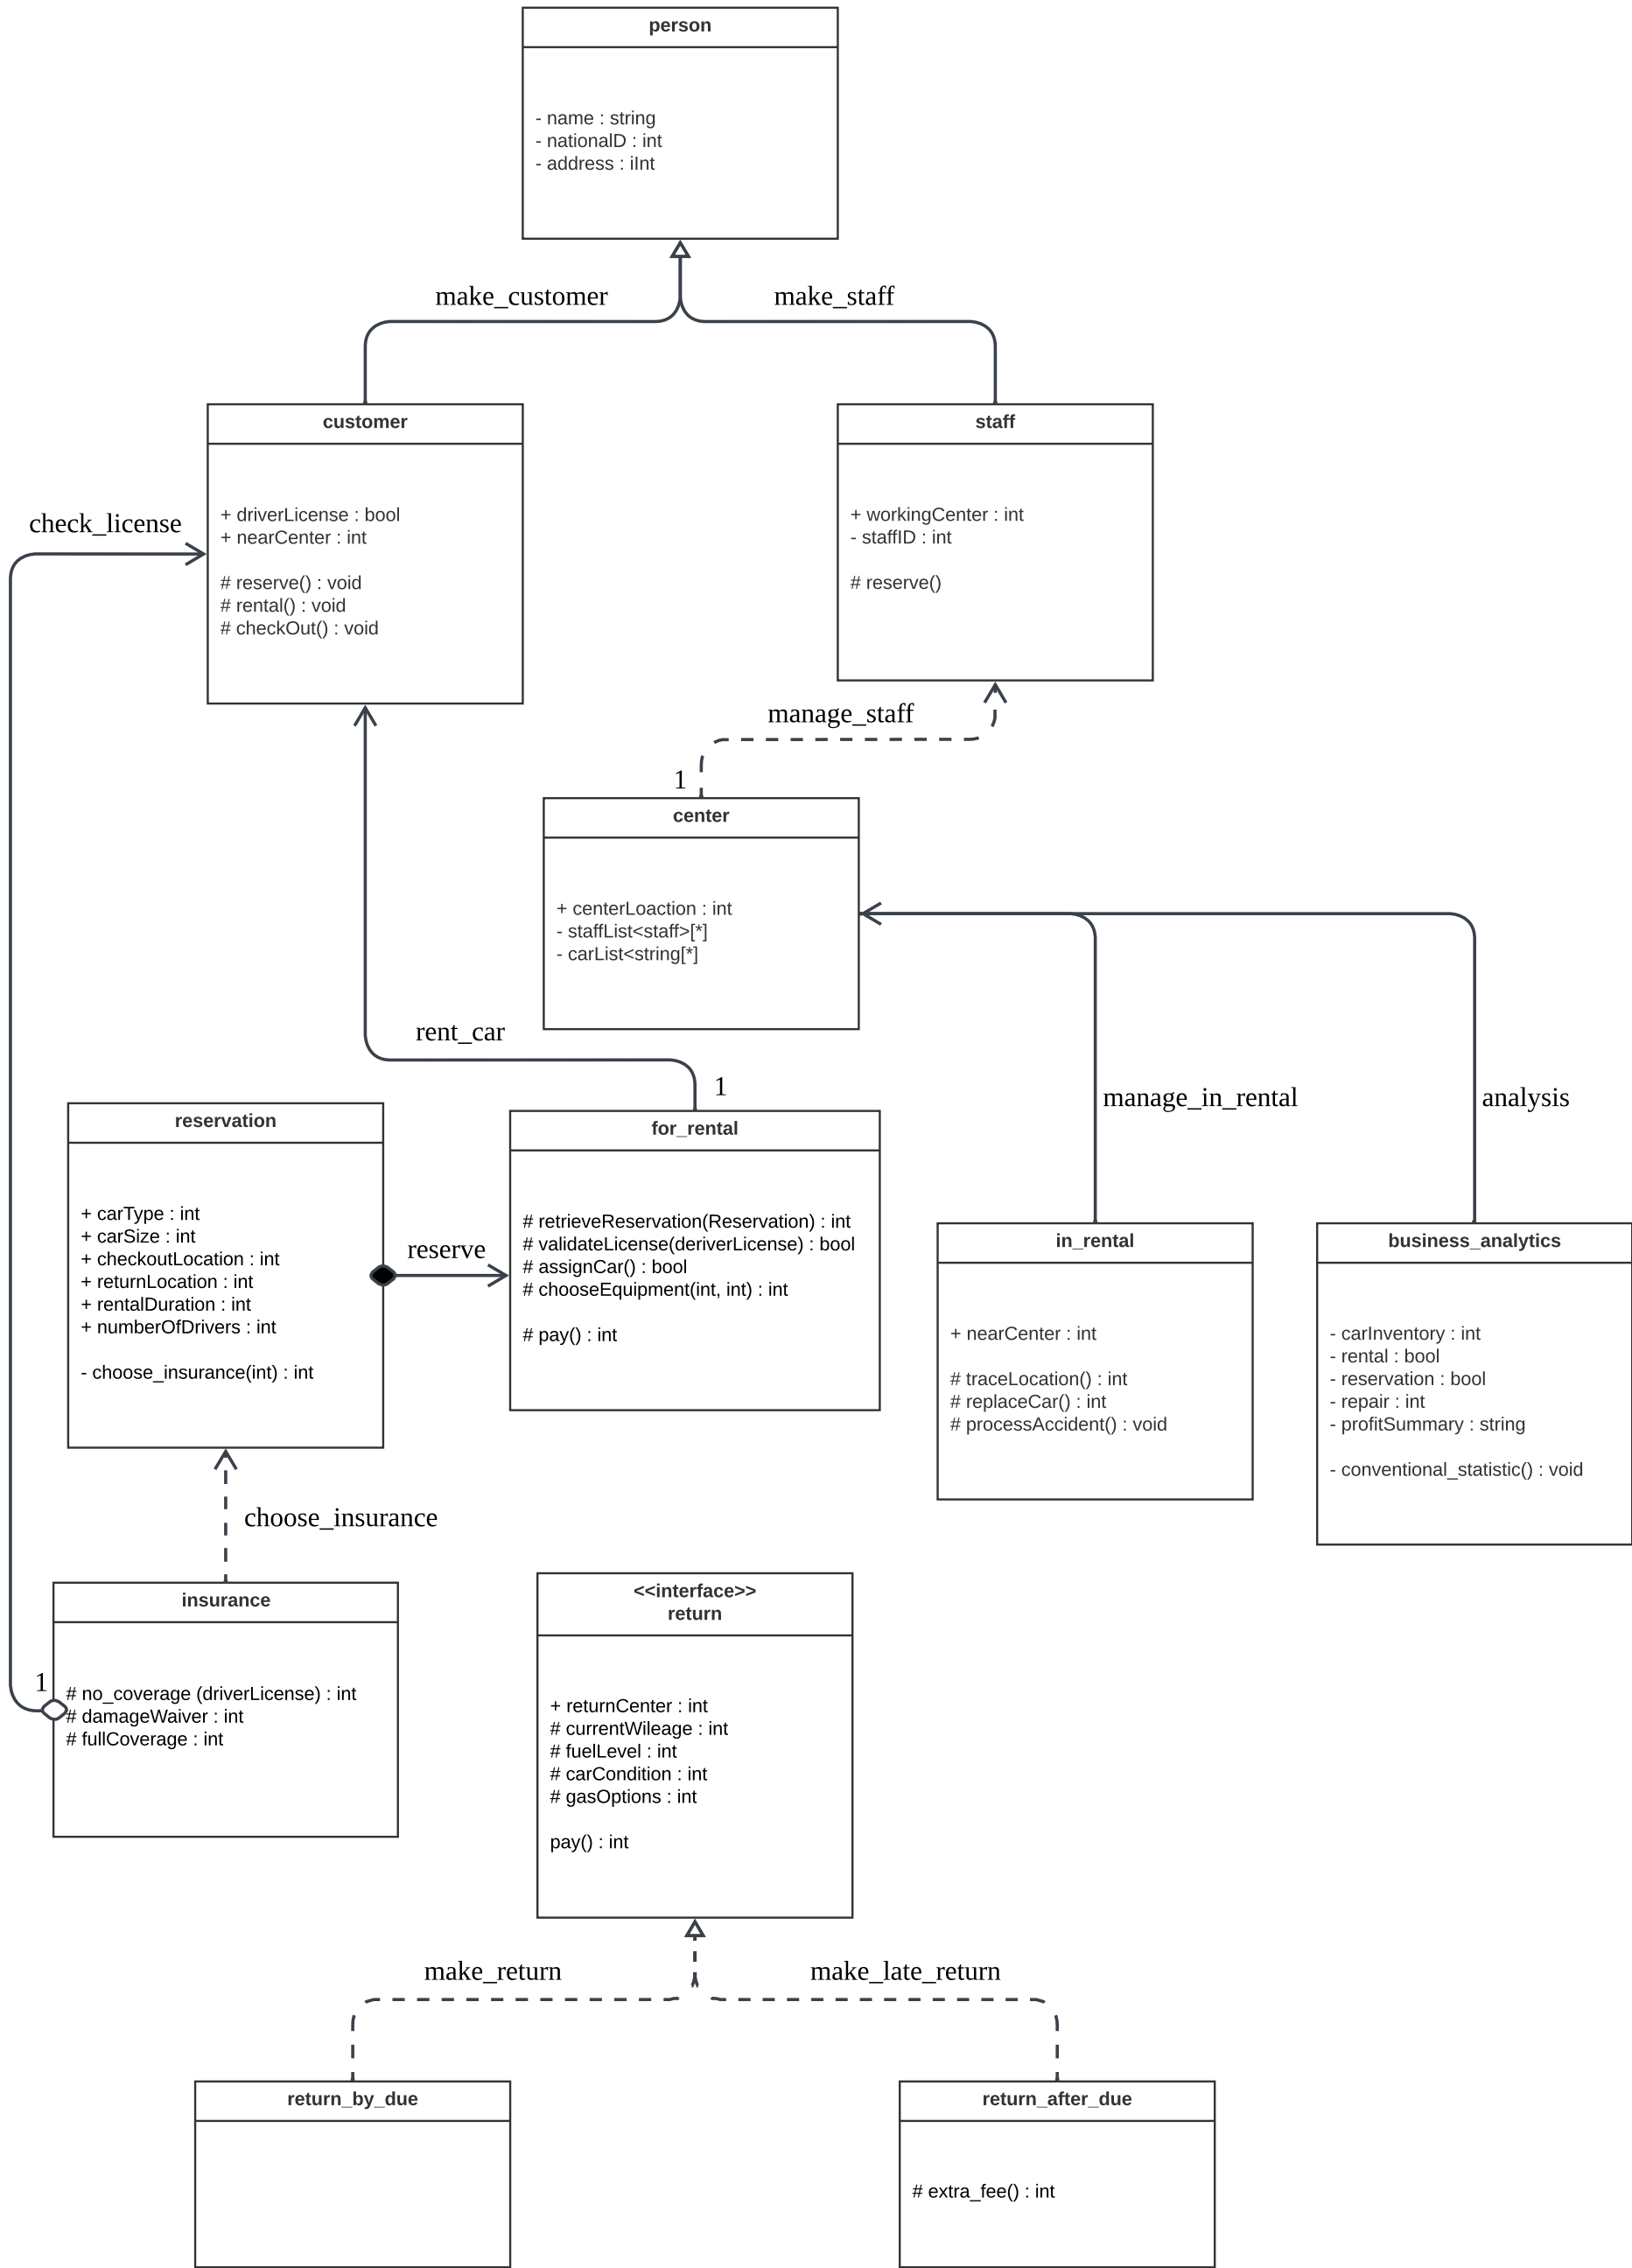 person
- name : string
- nationalD : int
- address : iInt
make_customer
make_staff
customer
+ driverLicense : bool
+ nearCenter : int
# reserve() : void
# rental() : void
# checkOut() : void
staff
+ workingCenter : int
- staffID : int
# reserve()
check_license
manage_staff
1
center
+ centerLoaction : int
- staffList<staff>[*]
- carList<string[*]
rent_car
1
manage_in_rental
analysis
reservation
+ carType : int
+ carSize : int
+ checkoutLocation : int
+ returnLocation : int
+ rentalDuration : int
+ numberOfDrivers : int
- choose_insurance(int) : int
reserve
for_rental
# retrieveReservation(Reservation) : int
# validateLicense(deriverLicense) : bool
# assignCar() : bool
# chooseEquipment(int, int) : int
# pay() : int
in_rental
+ nearCenter : int
# traceLocation() : int
# replaceCar() : int
# processAccident() : void
business_analytics
- carInventory : int
- rental : bool
- reservation : bool
- repair : int
- profitSummary : string
- conventional_statistic() : void
choose_insurance
insurance
1
# no_coverage (driverLicense) : int
# damageWaiver : int
# fullCoverage : int
<<interface>>
return
+ returnCenter : int
# currentWileage : int
# fuelLevel : int
# carCondition : int
# gasOptions : int
pay() : int
make_return
make_late_return
return_by_due
return_after_due
# extra_fee() : int